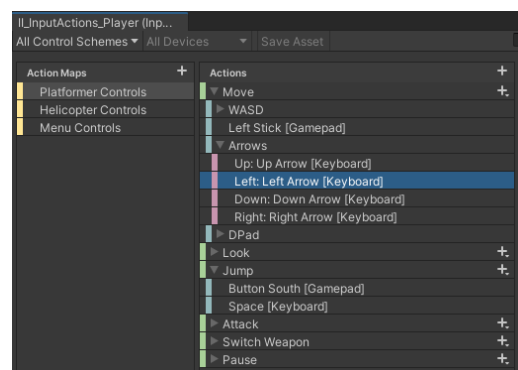 II_InputActions_Player (Inp...
All Control Schemes All Devices Save Asset
Action Maps +
Platformer Controls
Helicopter Controls
Menu Controls
Actions +
Move +
WASD
Left Stick [Gamepad]
Arrows
Up: Up Arrow [Keyboard]
Left: Left Arrow [Keyboard]
Down: Down Arrow [Keyboard]
Right: Right Arrow [Keyboard]
DPad
Look +
Jump +
Button South [Gamepad]
Space [Keyboard]
Attack +
Switch Weapon +
Pause +